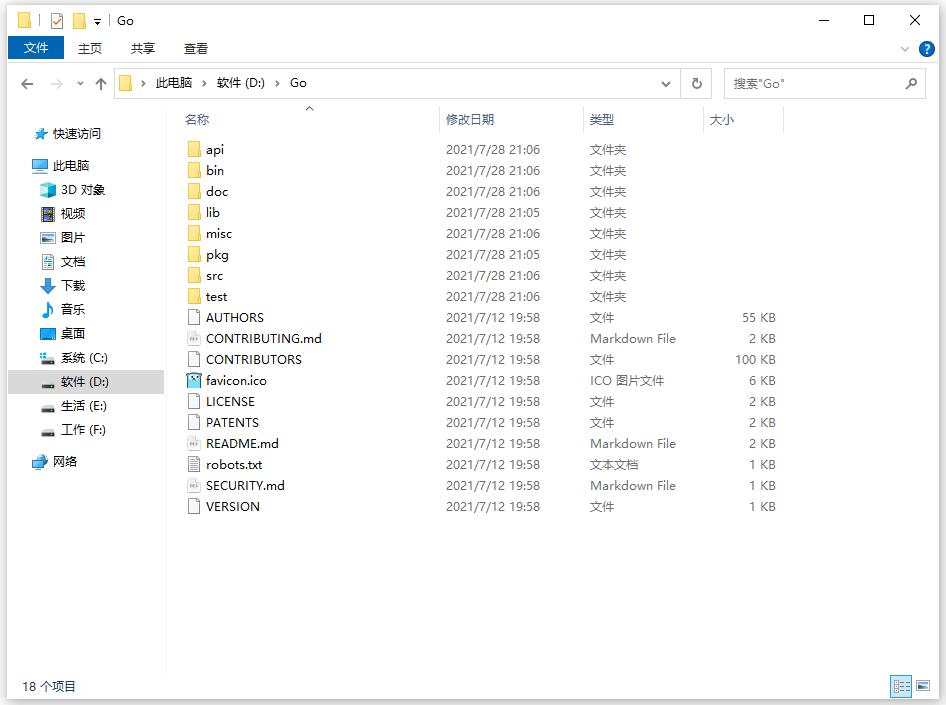 Go
文件 主页 共享 查看
此电脑 软件 (D:) Go 搜索"Go"
名称 修改日期 类型 大小
快速访问
此电脑
3D 对象
视频
图片
文档
下载
音乐
桌面
系统 (C:)
软件 (D:)
生活 (E:)
工作 (F:)
网络
api 2021/7/28 21:06 文件夹
bin 2021/7/28 21:06 文件夹
doc 2021/7/28 21:06 文件夹
lib 2021/7/28 21:05 文件夹
misc 2021/7/28 21:06 文件夹
pkg 2021/7/28 21:05 文件夹
src 2021/7/28 21:06 文件夹
test 2021/7/28 21:06 文件夹
AUTHORS 2021/7/12 19:58 文件 55 KB
CONTRIBUTING.md 2021/7/12 19:58 Markdown File 2 KB
CONTRIBUTORS 2021/7/12 19:58 文件 100 KB
favicon.ico 2021/7/12 19:58 ICO 图片文件 6 KB
LICENSE 2021/7/12 19:58 文件 2 KB
PATENTS 2021/7/12 19:58 文件 2 KB
README.md 2021/7/12 19:58 Markdown File 2 KB
robots.txt 2021/7/12 19:58 文本文档 1 KB
SECURITY.md 2021/7/12 19:58 Markdown File 1 KB
VERSION 2021/7/12 19:58 文件 1 KB
18 个项目